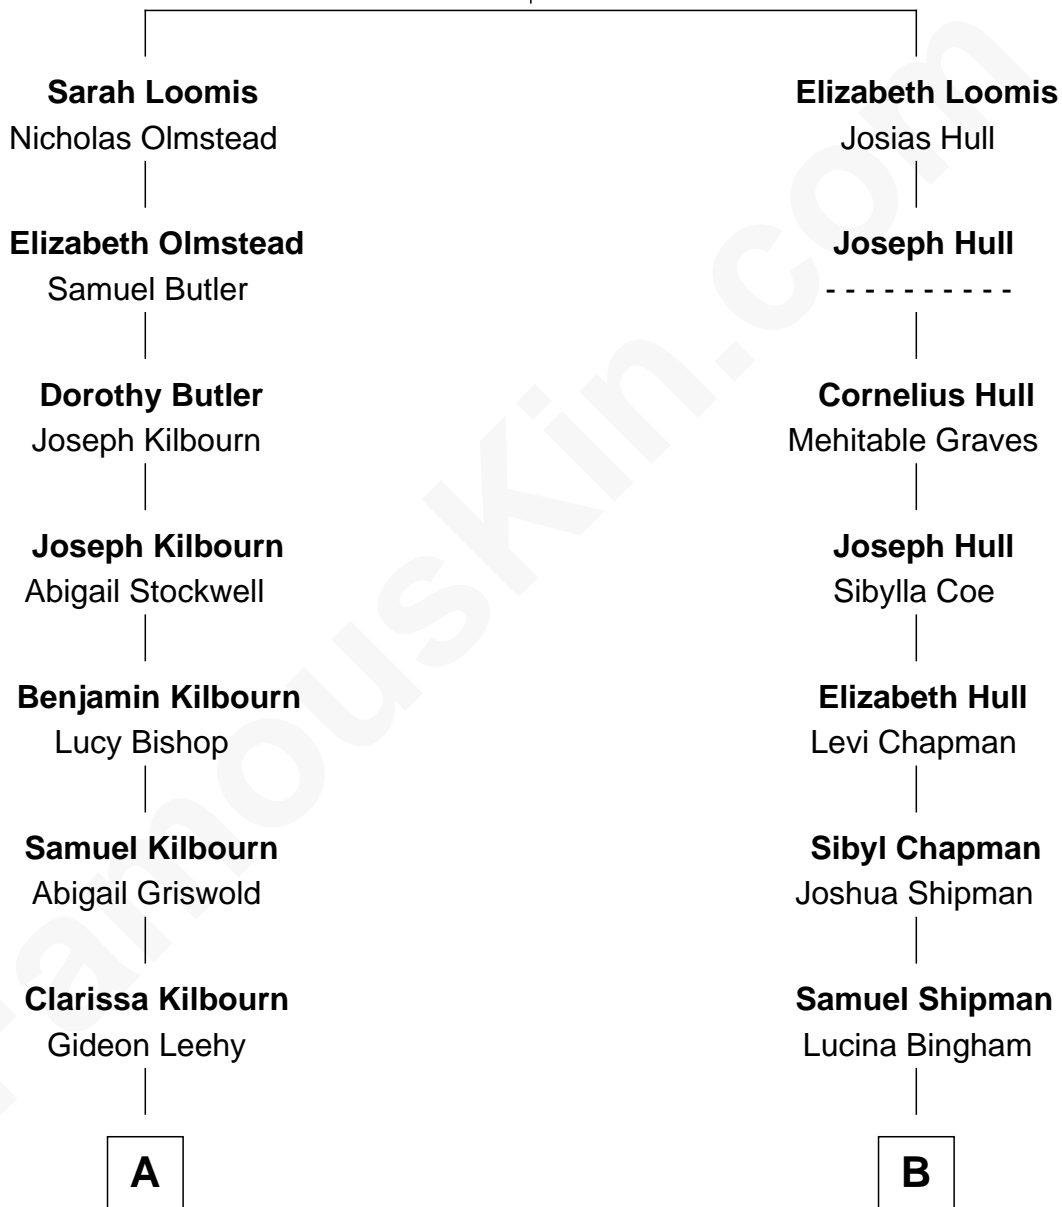 Sarah Loomis
Nicholas Olmstead
Elizabeth Olmstead
Samuel Butler
Dorothy Butler
Joseph Kilbourn
Joseph Kilbourn
Abigail Stockwell
Benjamin Kilbourn
Lucy Bishop
Samuel Kilbourn
Abigail Griswold
Clarissa Kilbourn
Gideon Leehy
A
Elizabeth Loomis
Josias Hull
Joseph Hull
- - - - - - - - - -
Cornelius Hull
Mehitable Graves
Joseph Hull
Sibylla Coe
Elizabeth Hull
Levi Chapman
Sibyl Chapman
Joshua Shipman
Samuel Shipman
Lucina Bingham
B
FamousKin.com